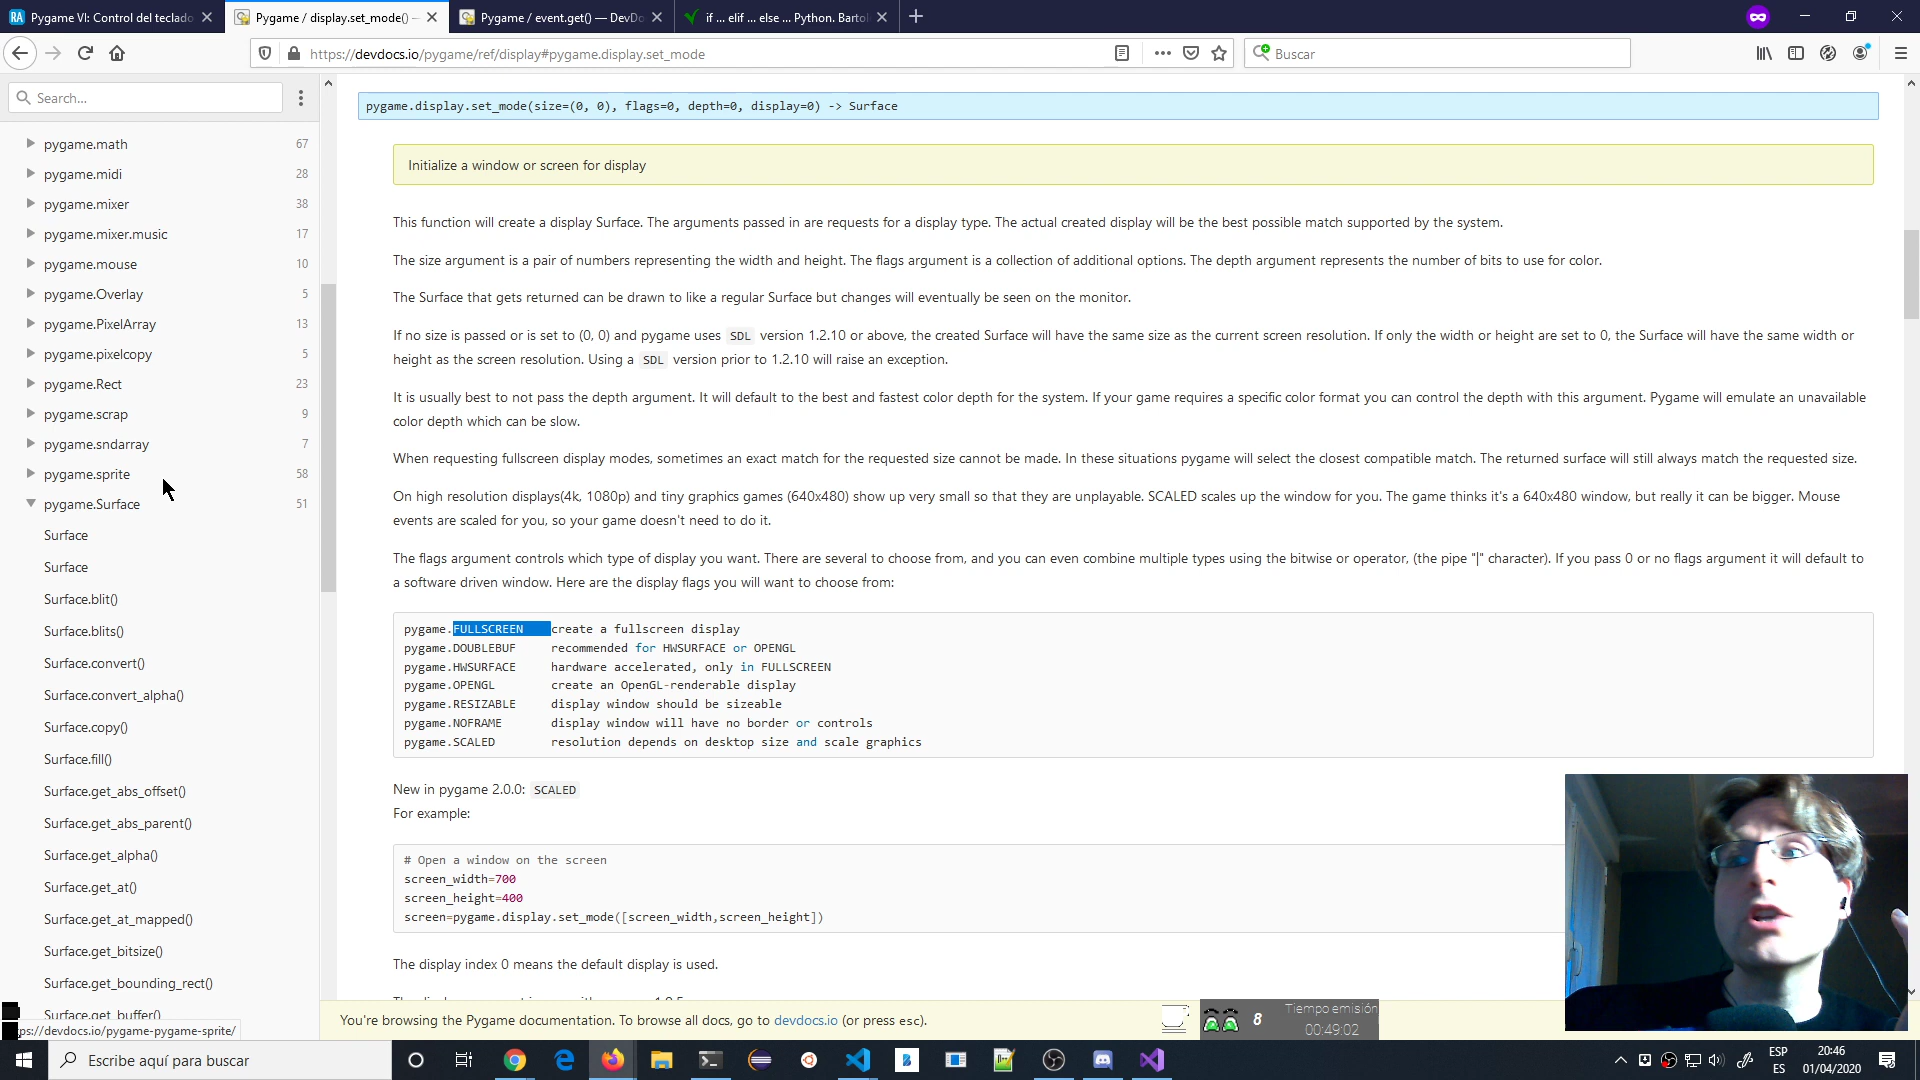 Pygame VI: Control del teclado
Pygame / display.set_mode() —
Pygame / event.get() — DevDo
if ... elif ... else ... Python. Bartol
https://devdocs.io/pygame/ref/display#pygame.display.set_mode
Buscar
Search...
pygame.math 67
pygame.midi 28
pygame.mixer 38
pygame.mixer.music 17
pygame.mouse 10
pygame.Overlay 5
pygame.PixelArray 13
pygame.pixelcopy 5
pygame.Rect 23
pygame.scrap 9
pygame.sndarray 7
pygame.sprite 58
pygame.Surface 51
Surface
Surface
Surface.blit()
Surface.blits()
Surface.convert()
Surface.convert_alpha()
Surface.copy()
Surface.fill()
Surface.get_abs_offset()
Surface.get_abs_parent()
Surface.get_alpha()
Surface.get_at()
Surface.get_at_mapped()
Surface.get_bitsize()
Surface.get_bounding_rect()
Surface.get_buffer()
ps://devdocs.io/pygame-pygame-sprite/
pygame.display.set_mode(size=(0, 0), flags=0, depth=0, display=0) -> Surface
Initialize a window or screen for display
This function will create a display Surface. The arguments passed in are requests for a display type. The actual created display will be the best possible match supported by the system.
The size argument is a pair of numbers representing the width and height. The flags argument is a collection of additional options. The depth argument represents the number of bits to use for color.
The Surface that gets returned can be drawn to like a regular Surface but changes will eventually be seen on the monitor.
If no size is passed or is set to (0, 0) and pygame uses SDL version 1.2.10 or above, the created Surface will have the same size as the current screen resolution. If only the width or height are set to 0, the Surface will have the same width or
height as the screen resolution. Using a SDL version prior to 1.2.10 will raise an exception.
It is usually best to not pass the depth argument. It will default to the best and fastest color depth for the system. If your game requires a specific color format you can control the depth with this argument. Pygame will emulate an unavailable
color depth which can be slow.
When requesting fullscreen display modes, sometimes an exact match for the requested size cannot be made. In these situations pygame will select the closest compatible match. The returned surface will still always match the requested size.
On high resolution displays(4k, 1080p) and tiny graphics games (640x480) show up very small so that they are unplayable. SCALED scales up the window for you. The game thinks it's a 640x480 window, but really it can be bigger. Mouse
events are scaled for you, so your game doesn't need to do it.
The flags argument controls which type of display you want. There are several to choose from, and you can even combine multiple types using the bitwise or operator, (the pipe "|" character). If you pass 0 or no flags argument it will default to
a software driven window. Here are the display flags you will want to choose from:
pygame.FULLSCREEN create a fullscreen display
pygame.DOUBLEBUF recommended for HWSURFACE or OPENGL
pygame.HWSURFACE hardware accelerated, only in FULLSCREEN
pygame.OPENGL create an OpenGL-renderable display
pygame.RESIZABLE display window should be sizeable
pygame.NOFRAME display window will have no border or controls
pygame.SCALED resolution depends on desktop size and scale graphics
New in pygame 2.0.0: SCALED
For example:
# Open a window on the screen
screen_width=700
screen_height=400
screen=pygame.display.set_mode([screen_width,screen_height])
The display index 0 means the default display is used.
You're browsing the Pygame documentation. To browse all docs, go to devdocs.io (or press esc).
8
Tiempo emisión
00:49:02
Escribe aquí para buscar
ESP
ES
20:46
01/04/2020